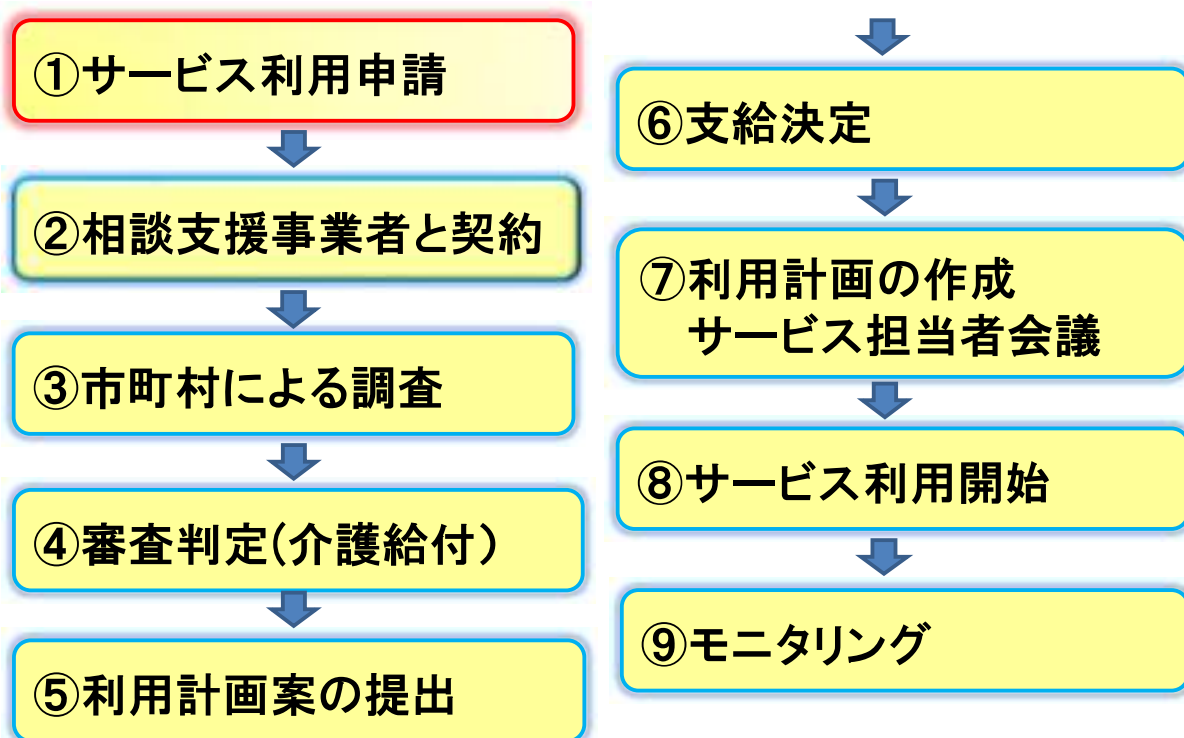 ①サービス利用申請
②相談支援事業者と契約
③市町村による調査
④審査判定(介護給付）
⑤利用計画案の提出
⑥支給決定
⑦利用計画の作成
サービス担当者会議
⑧サービス利用開始
⑨モニタリング